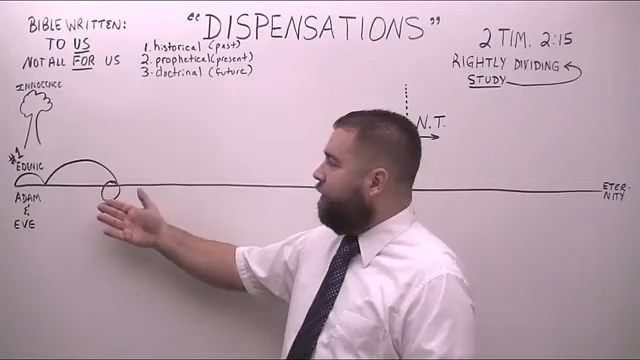 BIBLE WRITTEN:
TO US
NOT ALL FOR US
"DISPENSATIONS"
1. historical (past)
2. prophetical (present)
3. doctrinal (future)
2 TIM. 2:15
RIGHTLY DIVIDING
STUDY
INNOCENCE
#1
EDENIC
ADAM
&
EVE
N.T.
ETER-
NITY